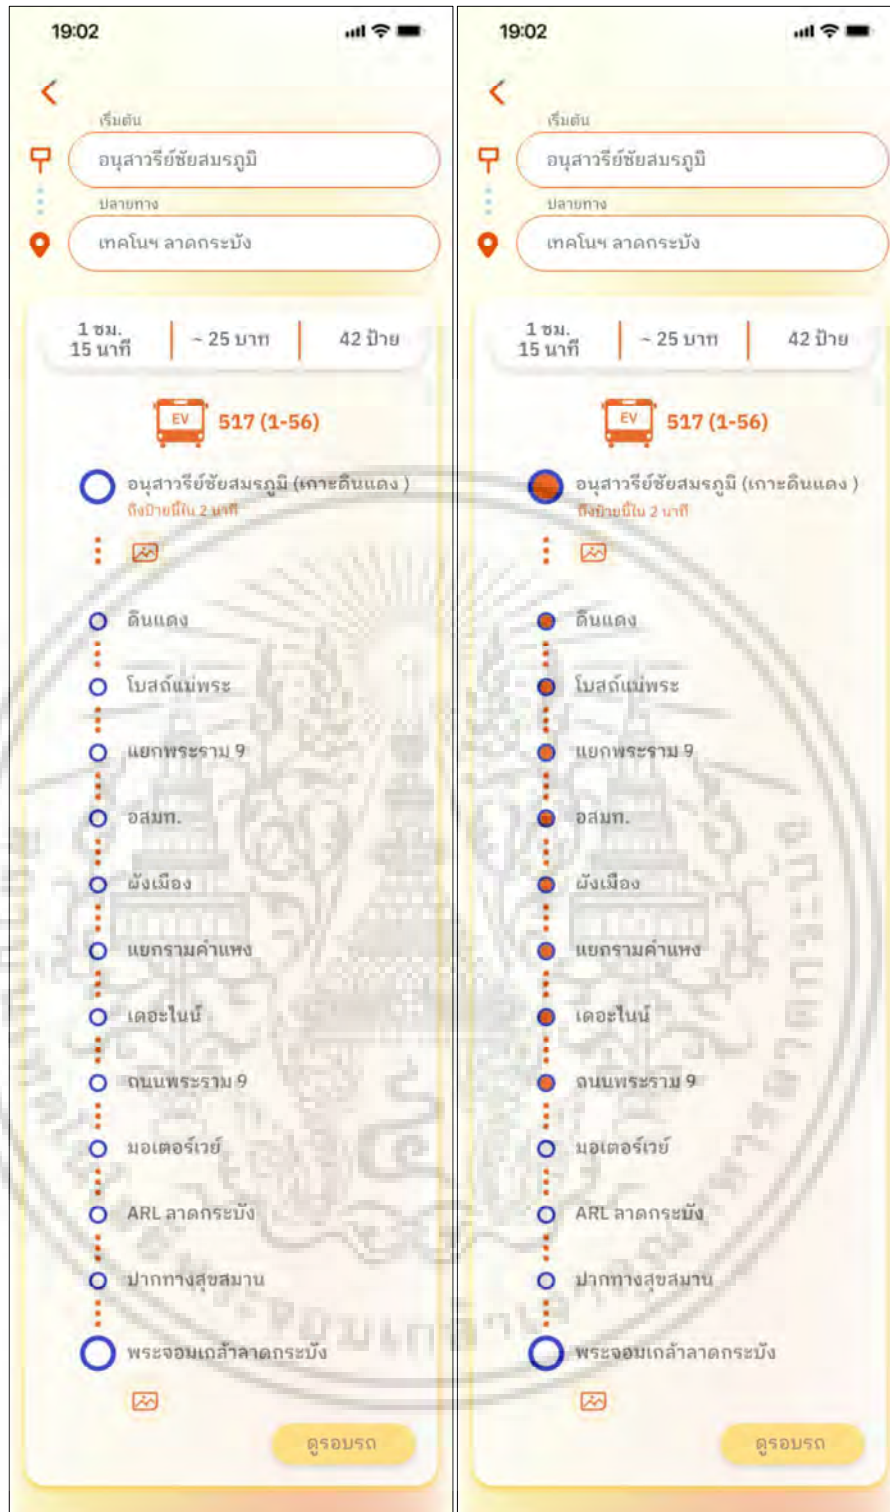 19:02
เริ่มต้น
อนุสาวรีย์ชัยสมรภูมิ
ปลายทาง
เทคโนฯ ลาดกระบัง
1 ชม.
15 นาที
~ 25 บาท
42 ป้าย
EV
517 (1-56)
อนุสาวรีย์ชัยสมรภูมิ (เกาะดินแดง )
ถึงป้ายนี้ใน 2 นาที
ดินแดง
โบสถ์แม่พระ
แยกพระราม 9
อสมท.
ผังเมือง
แยกรามคำแหง
เดอะไนน์
ถนนพระราม 9
มอเตอร์เวย์
ARL ลาดกระบัง
ปากทางสุขสมาน
พระจอมเกล้าลาดกระบัง
ดูรอบรถ
19:02
เริ่มต้น
อนุสาวรีย์ชัยสมรภูมิ
ปลายทาง
เทคโนฯ ลาดกระบัง
1 ชม.
15 นาที
~ 25 บาท
42 ป้าย
EV
517 (1-56)
อนุสาวรีย์ชัยสมรภูมิ (เกาะดินแดง )
ถึงป้ายนี้ใน 2 นาที
ดินแดง
โบสถ์แม่พระ
แยกพระราม 9
อสมท.
ผังเมือง
แยกรามคำแหง
เดอะไนน์
ถนนพระราม 9
มอเตอร์เวย์
ARL ลาดกระบัง
ปากทางสุขสมาน
พระจอมเกล้าลาดกระบัง
ดูรอบรถ